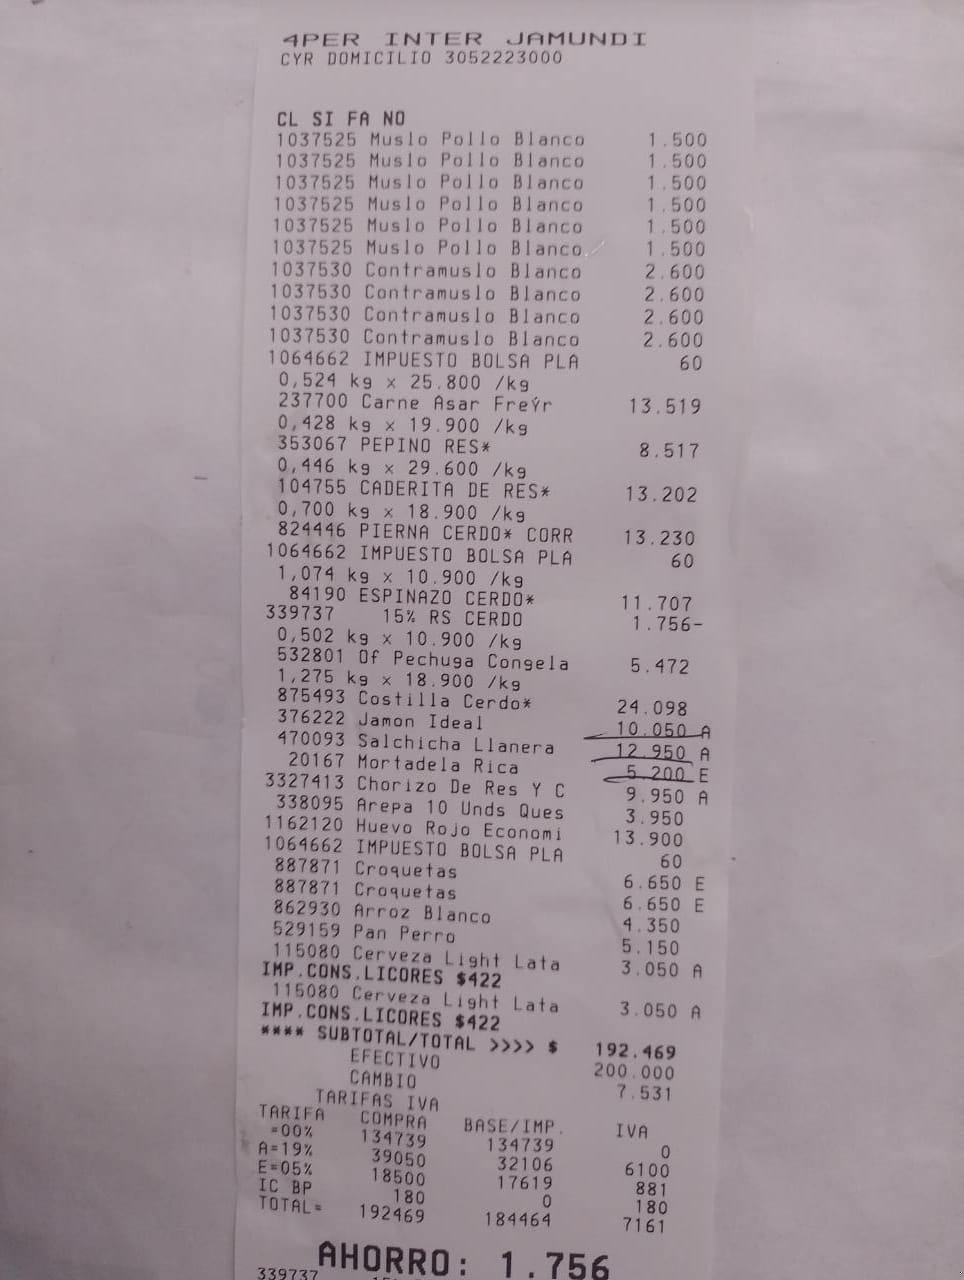 4PER INTER JAMUNDI
CYR DOMICILIO 3052223000
CL SI FA NO
1037525 Muslo Pollo Blanco 1.500
1037525 Muslo Pollo Blanco 1.500
1037525 Muslo Pollo Blanco 1.500
1037525 Muslo Pollo Blanco 1.500
1037525 Muslo Pollo Blanco 1.500
1037525 Muslo Pollo Blanco 1.500
1037530 Contramuslo Blanco 2.600
1037530 Contramuslo Blanco 2.600
1037530 Contramuslo Blanco 2.600
1037530 Contramuslo Blanco 2.600
1064662 IMPUESTO BOLSA PLA 60
0,524 kg x 25.800 /kg
237700 Carne Asar FreÝr 13.519
0,428 kg x 19.900 /kg
353067 PEPINO RES* 8.517
0,446 kg x 29.600 /kg
104755 CADERITA DE RES* 13.202
0,700 kg x 18.900 /kg
824446 PIERNA CERDO* CORR 13.230
1064662 IMPUESTO BOLSA PLA 60
1,074 kg x 10.900 /kg
84190 ESPINAZO CERDO* 11.707
339737 15% RS CERDO 1.756-
0,502 kg x 10.900 /kg
532801 Of Pechuga Congela 5.472
1,275 kg x 18.900 /kg
875493 Costilla Cerdo* 24.098
376222 Jamon Ideal 10.050 A
470093 Salchicha Llanera 12.950 A
20167 Mortadela Rica 5.200 E
3327413 Chorizo De Res Y C 9.950 A
338095 Arepa 10 Unds Ques 3.950
1162120 Huevo Rojo Economi 13.900
1064662 IMPUESTO BOLSA PLA 60
887871 Croquetas 6.650 E
887871 Croquetas 6.650 E
862930 Arroz Blanco 4.350
529159 Pan Perro 5.150
115080 Cerveza Light Lata 3.050 A
IMP.CONS.LICORES $422
115080 Cerveza Light Lata 3.050 A
IMP.CONS.LICORES $422
**** SUBTOTAL/TOTAL >>>> $ 192.469
EFECTIVO 200.000
CAMBIO 7.531
TARIFAS IVA
TARIFA COMPRA BASE/IMP. IVA
=00% 134739 134739 0
A=19% 39050 32106 6100
E=05% 18500 17619 881
IC BP 180 0 180
TOTAL= 192469 184464 7161
AHORRO: 1.756
339737